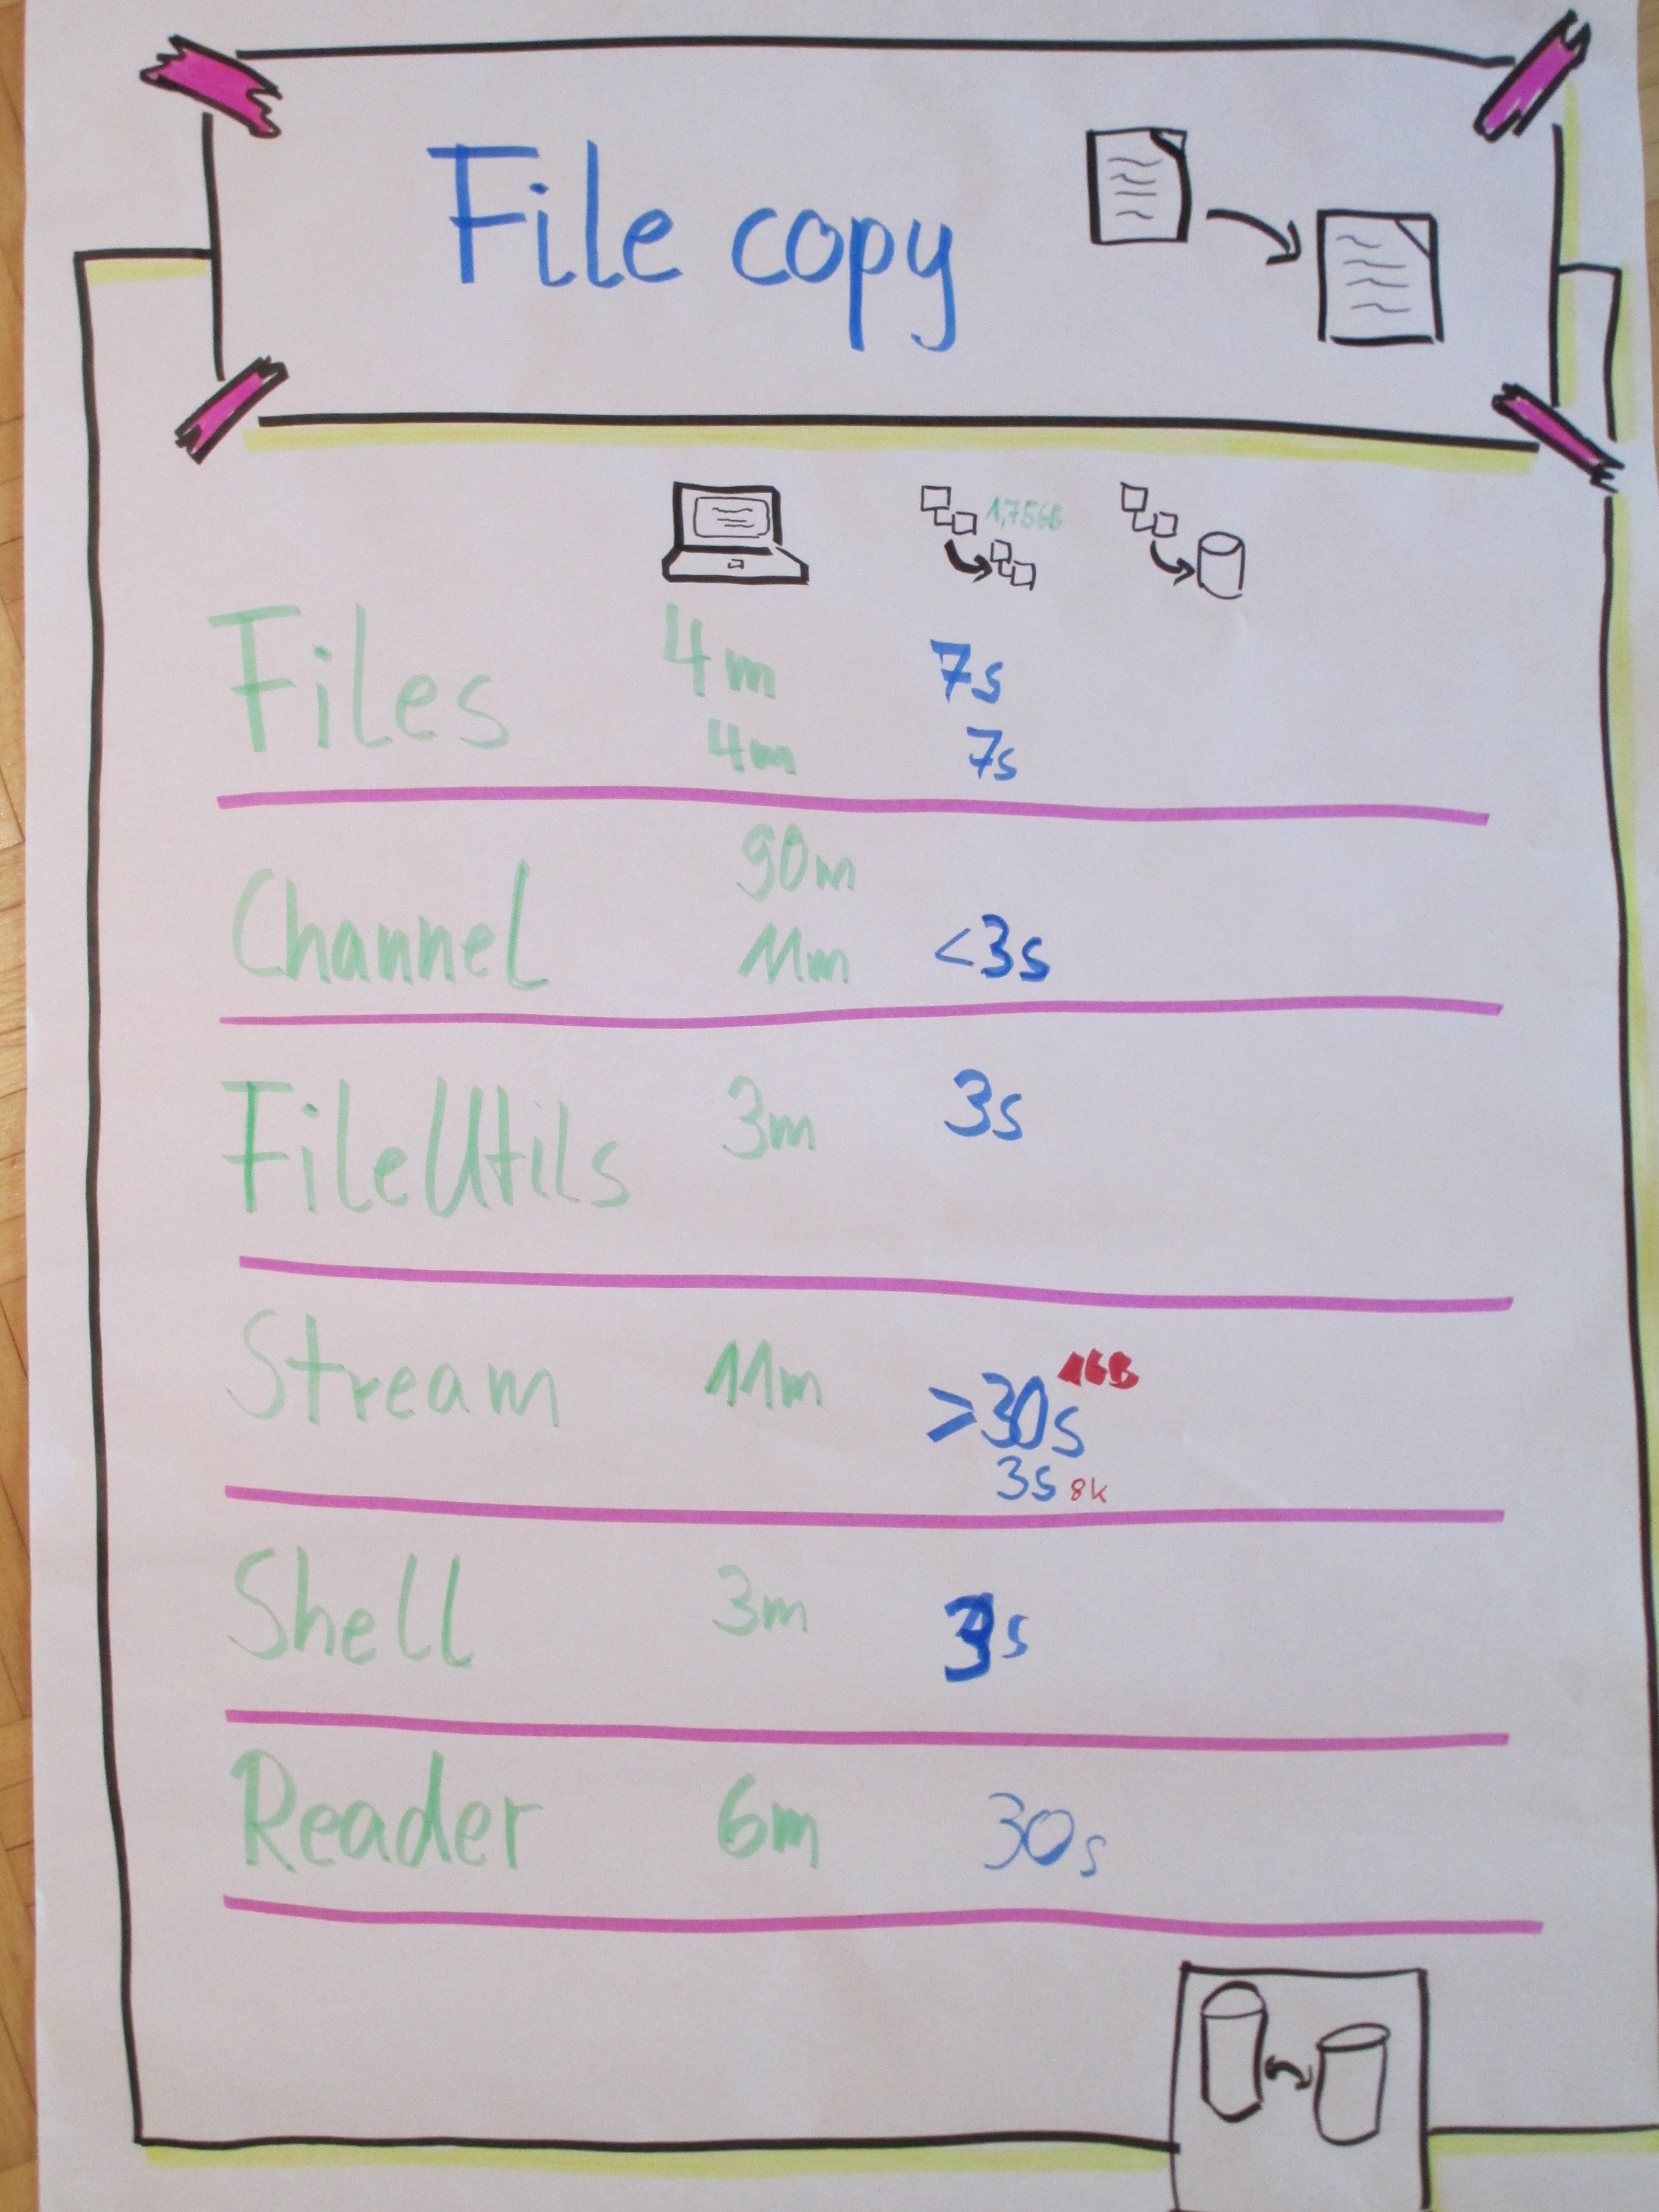 File copy
1,75GB
Files 4m 7s
4m 7s
90m
Channel 11m <3s
FileUtils 3m 3s
Stream 11m >30s 1GB
3s 8k
Shell 3m 3s
Reader 6m 30s